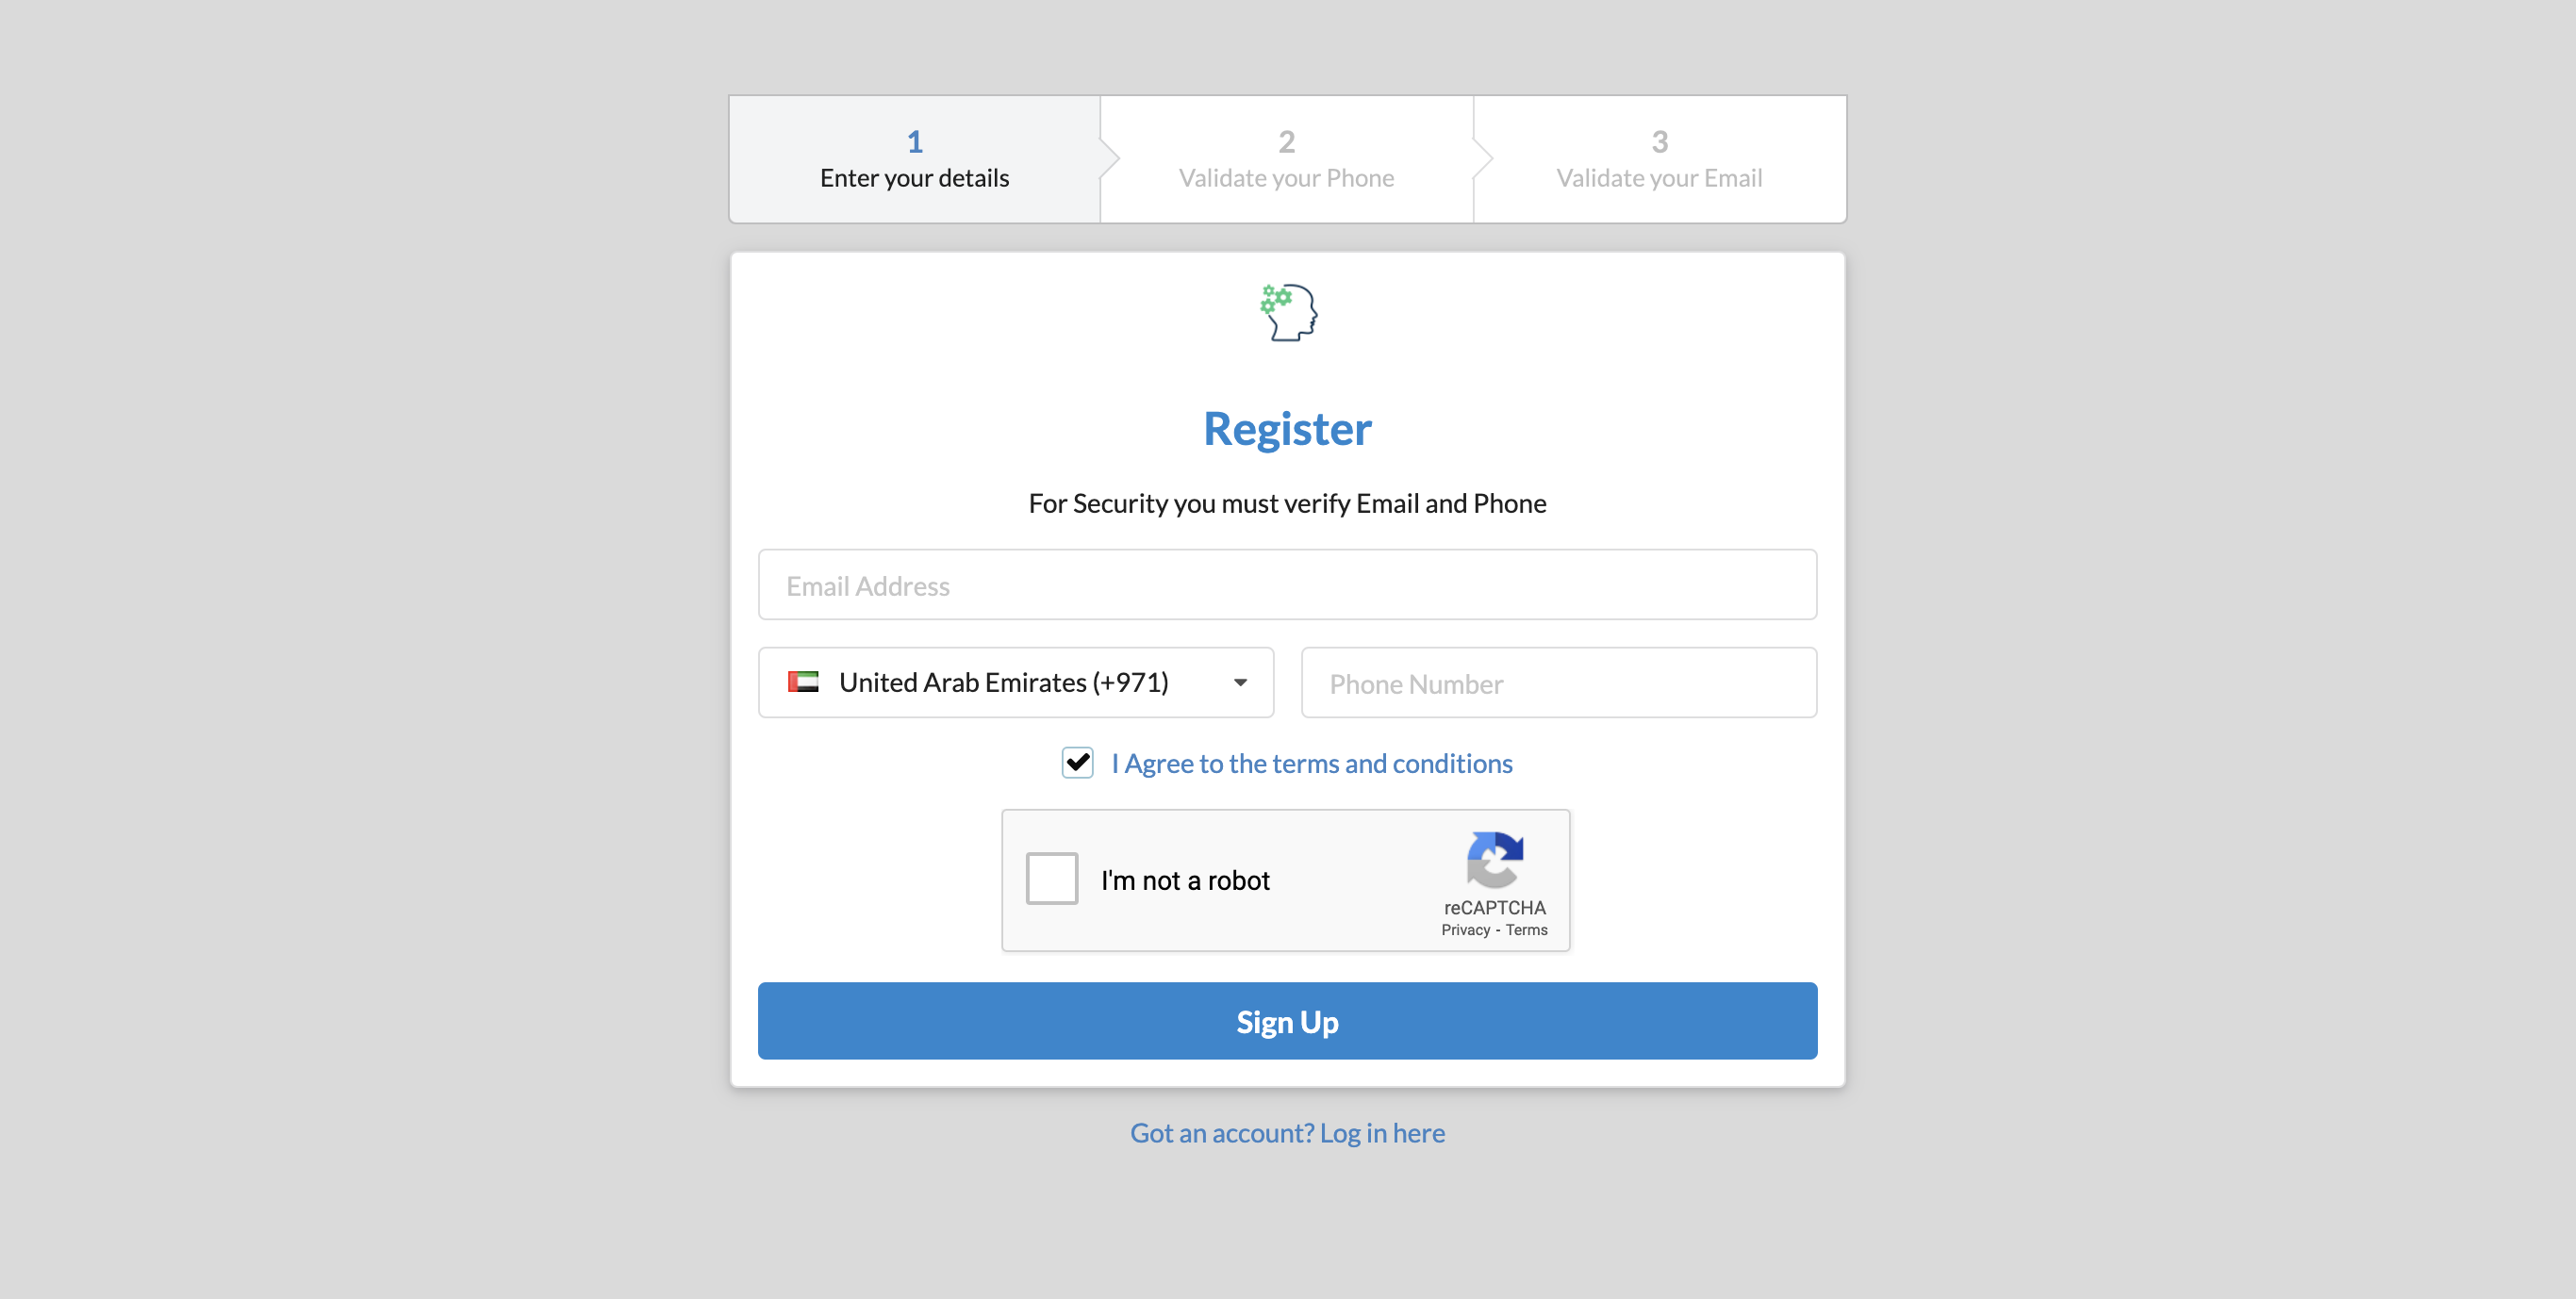 1
Enter your details
2
Validate your Phone
3
Validate your Email
Register
For Security you must verify Email and Phone
Email Address
United Arab Emirates (+971)
Phone Number
I Agree to the terms and conditions
I'm not a robot
reCAPTCHA
Privacy - Terms
Sign Up
Got an account? Log in here